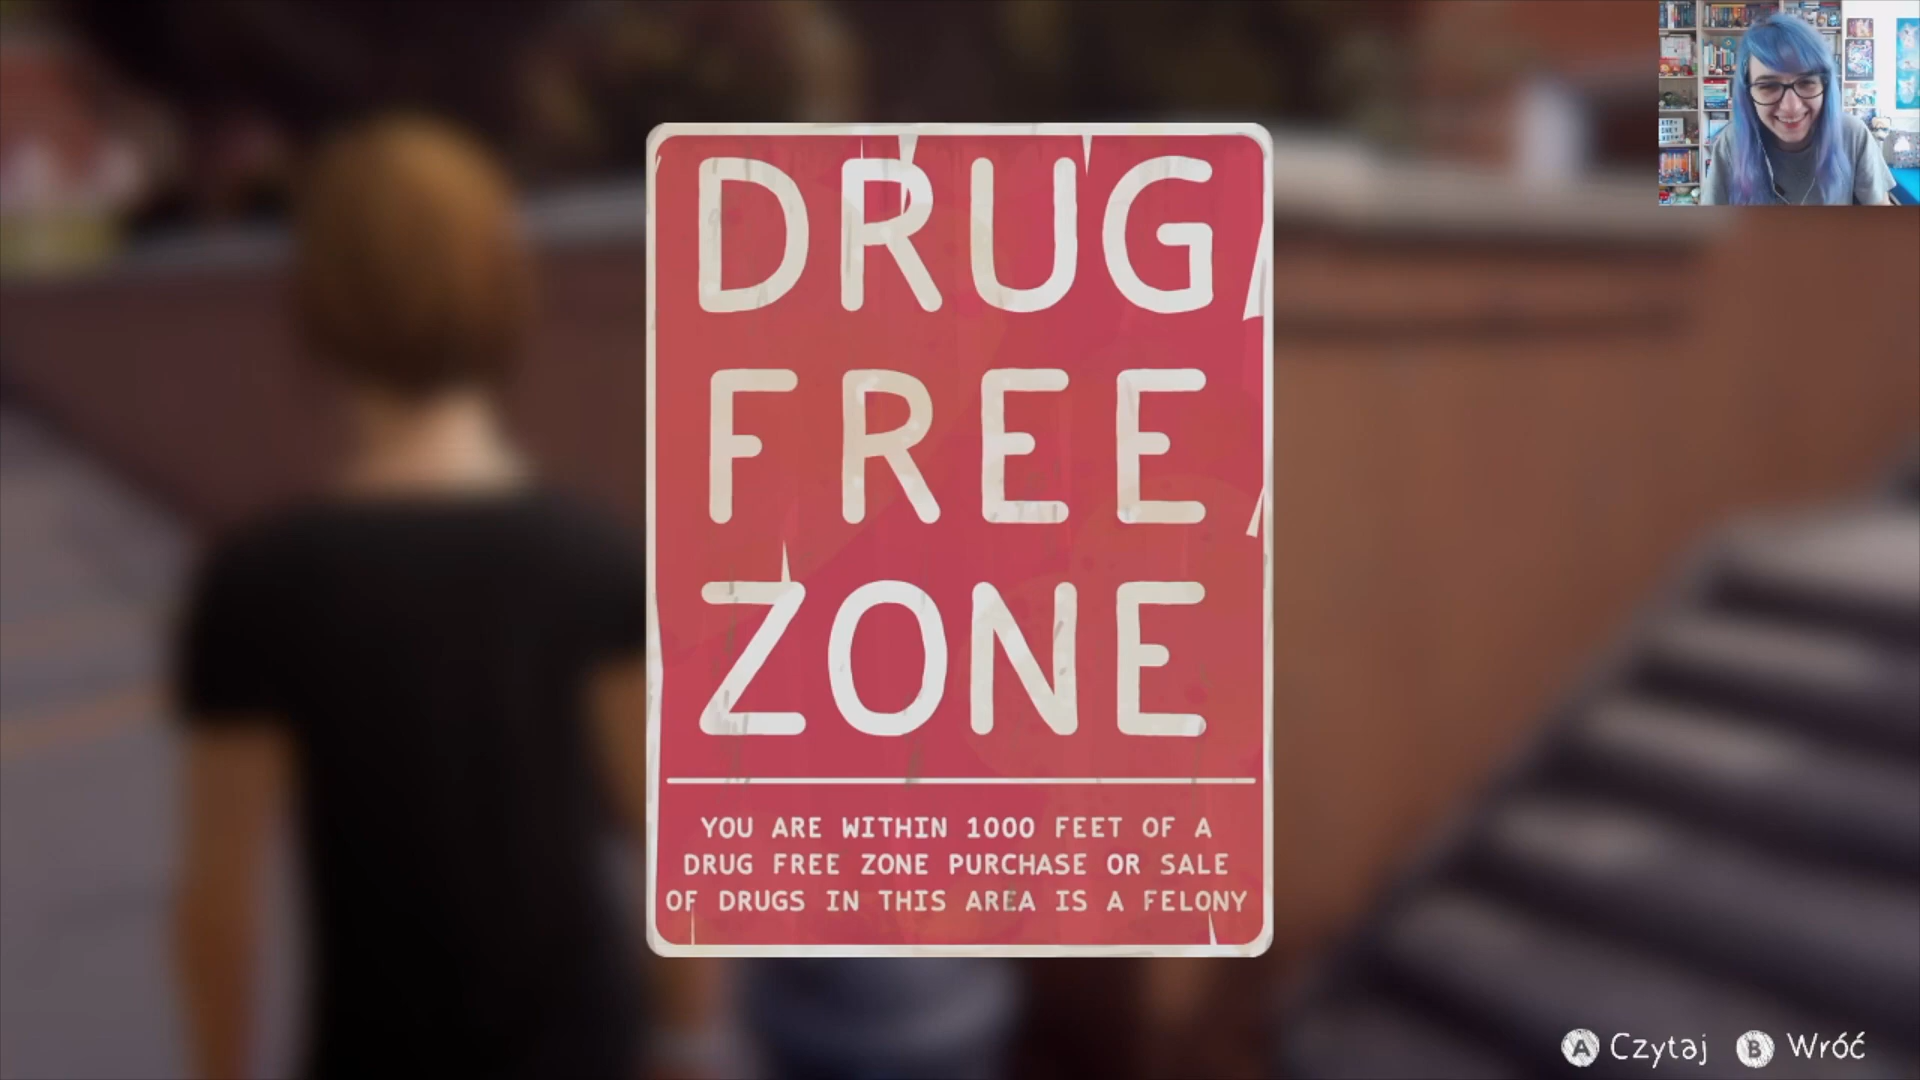 DRUG
FREE
ZONE
YOU ARE WITHIN 1000 FEET OF A
DRUG FREE ZONE PURCHASE OR SALE
OF DRUGS IN THIS AREA IS A FELONY
A Czytaj B Wróć